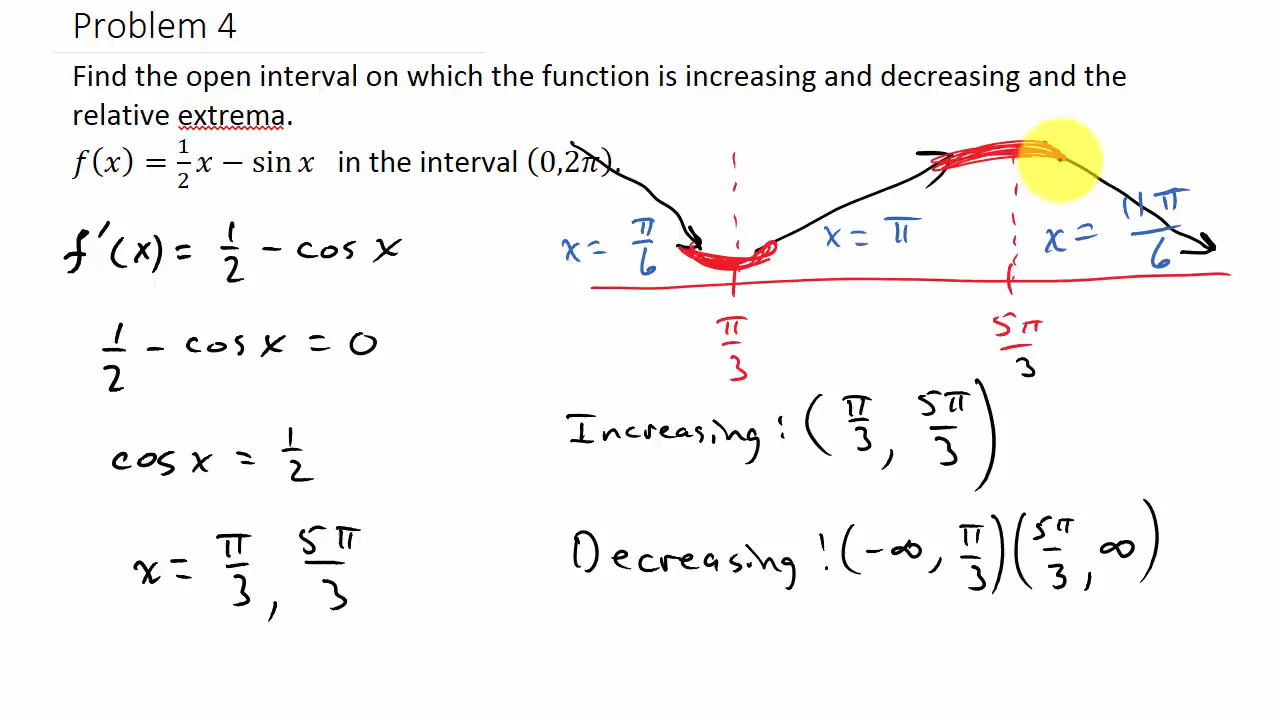 Problem 4
Find the open interval on which the function is increasing and decreasing and the
relative extrema.
f(x) = 1/2 x − sin x in the interval (0,2π).
f'(x) = 1/2 - cos x
1/2 - cos x = 0
cos x = 1/2
x = π/3, 5π/3
x = π/6
x = π
x = 11π/6
π/3
5π/3
Increasing: (π/3, 5π/3)
Decreasing: (-∞, π/3)(5π/3, ∞)